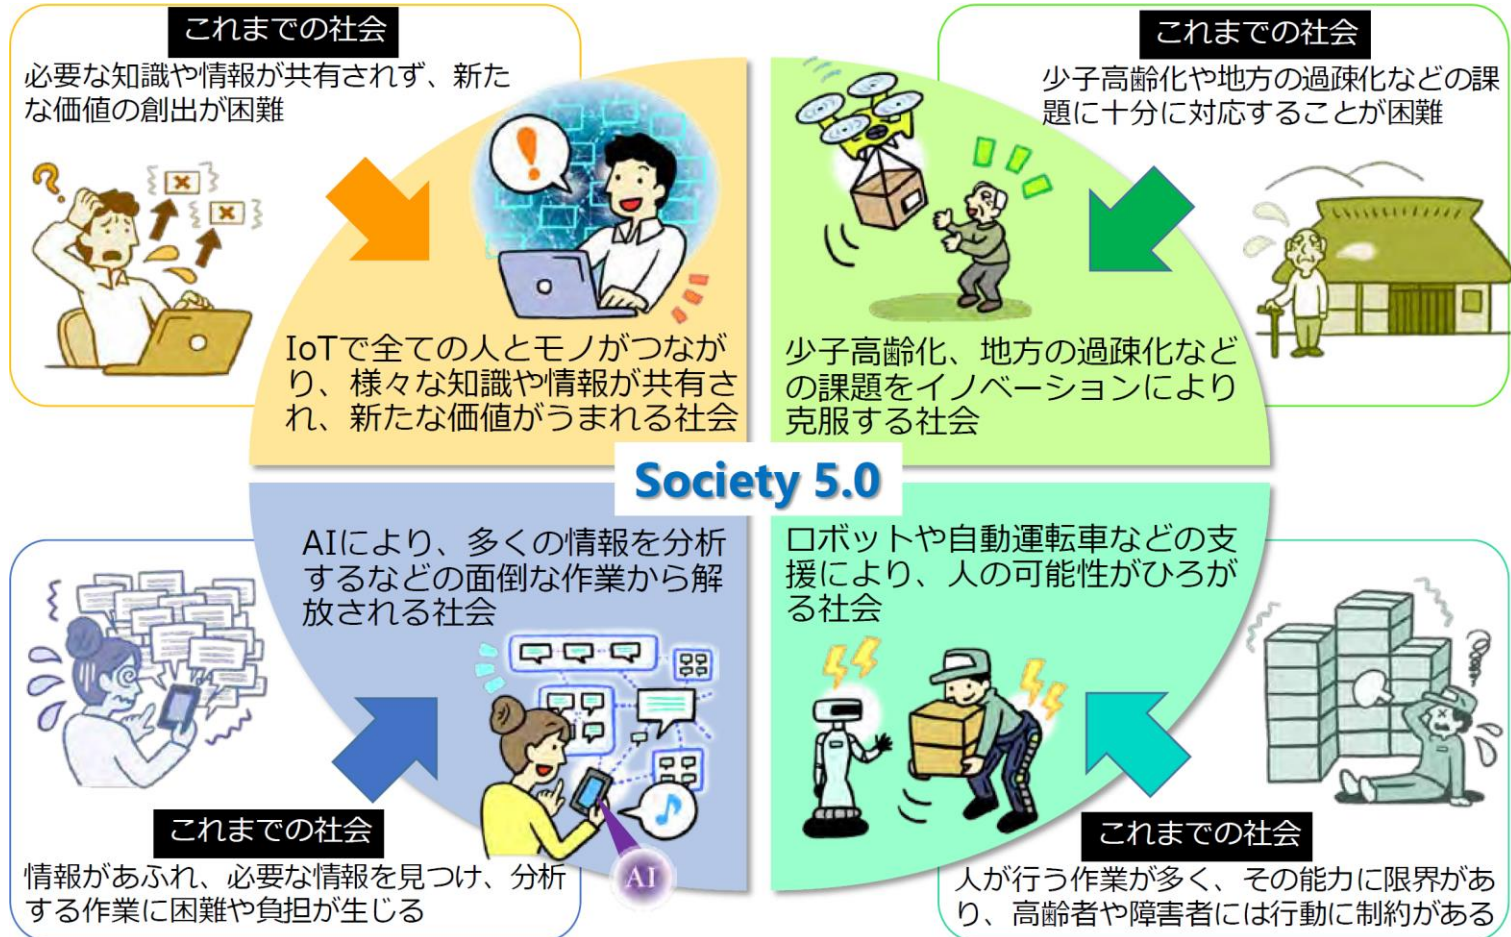 これまでの社会
必要な知識や情報が共有されず、新た
な価値の創出が困難
IoTで全ての人とモノがつなが
り、様々な知識や情報が共有さ
れ、新たな価値がうまれる社会
これまでの社会
少子高齢化や地方の過疎化などの課
題に十分に対応することが困難
少子高齢化、地方の過疎化など
の課題をイノベーションにより
克服する社会
Society 5.0
AIにより、多くの情報を分析
するなどの面倒な作業から解
放される社会
AI
これまでの社会
情報があふれ、必要な情報を見つけ、分析
する作業に困難や負担が生じる
ロボットや自動運転車などの支
援により、人の可能性がひろが
る社会
これまでの社会
人が行う作業が多く、その能力に限界があ
り、高齢者や障害者には行動に制約がある